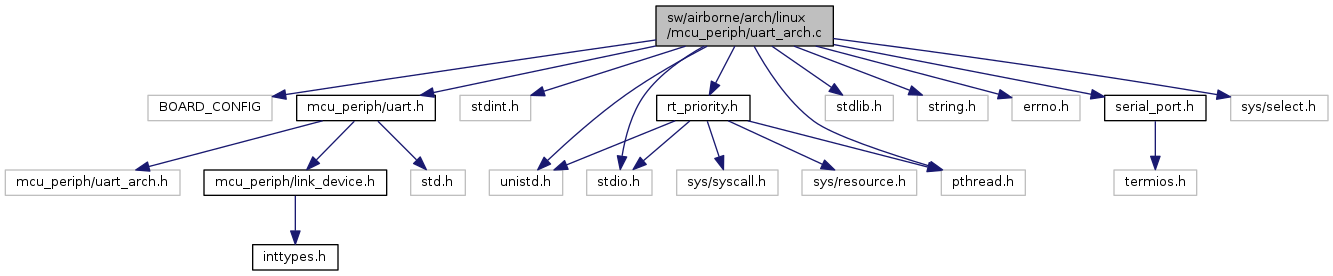 sw/airborne/arch/linux
/mcu_periph/uart_arch.c
BOARD_CONFIG
mcu_periph/uart.h
stdint.h
rt_priority.h
stdlib.h
string.h
errno.h
serial_port.h
sys/select.h
mcu_periph/uart_arch.h
mcu_periph/link_device.h
std.h
unistd.h
stdio.h
sys/syscall.h
sys/resource.h
pthread.h
termios.h
inttypes.h